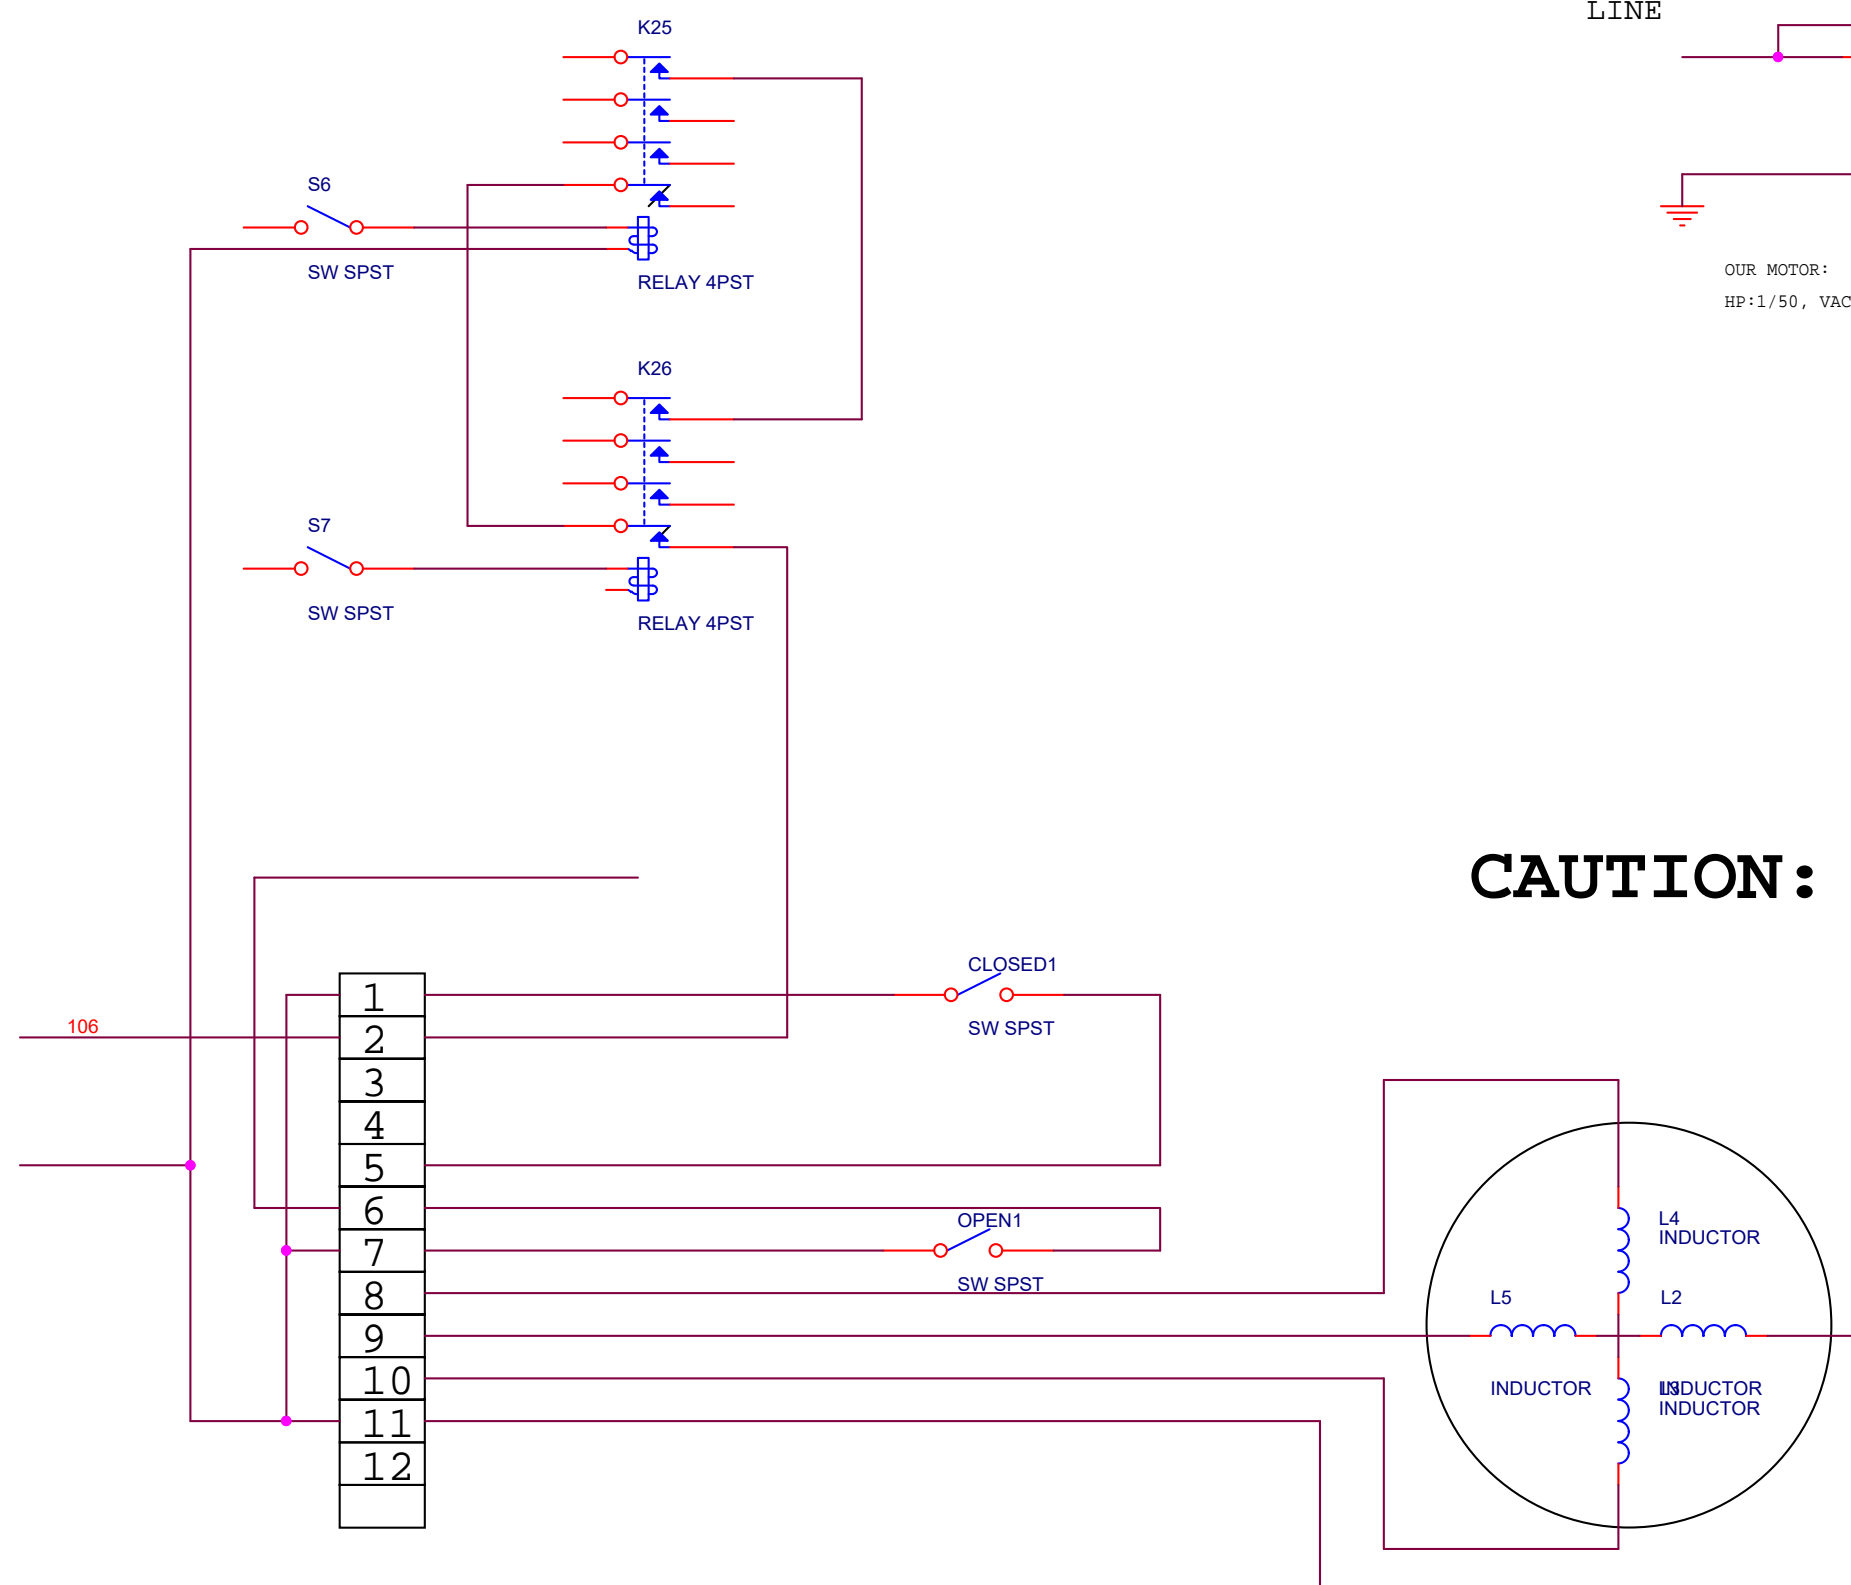 LINE
K25
S6
SW SPST
RELAY 4PST
OUR MOTOR:
HP:1/50, VAC
K26
S7
SW SPST
RELAY 4PST
CAUTION:
CLOSED1
SW SPST
106
1
2
3
4
5
6
7
8
9
10
11
12
OPEN1
SW SPST
L4
INDUCTOR
L5
L2
INDUCTOR
INDUCTOR
L3
INDUCTOR